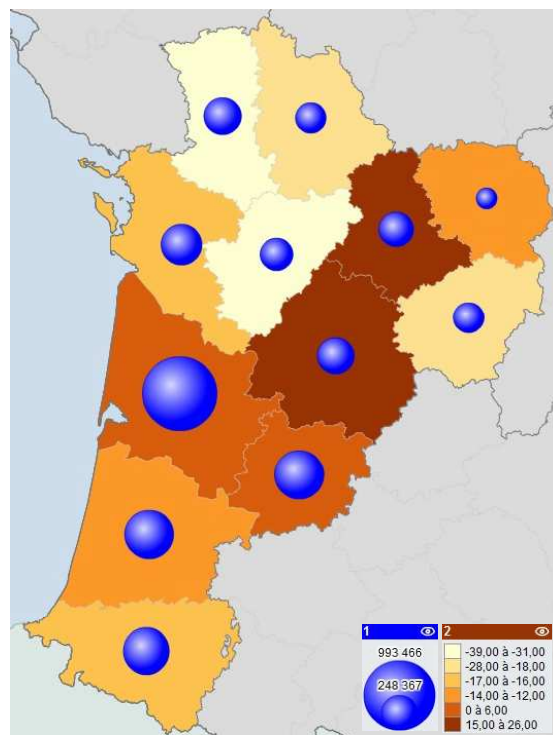 1
2
993 466
248 367
-39,00 à -31,00
-28,00 à -18,00
-17,00 à -16,00
-14,00 à -12,00
0 à 6,00
15,00 à 26,00